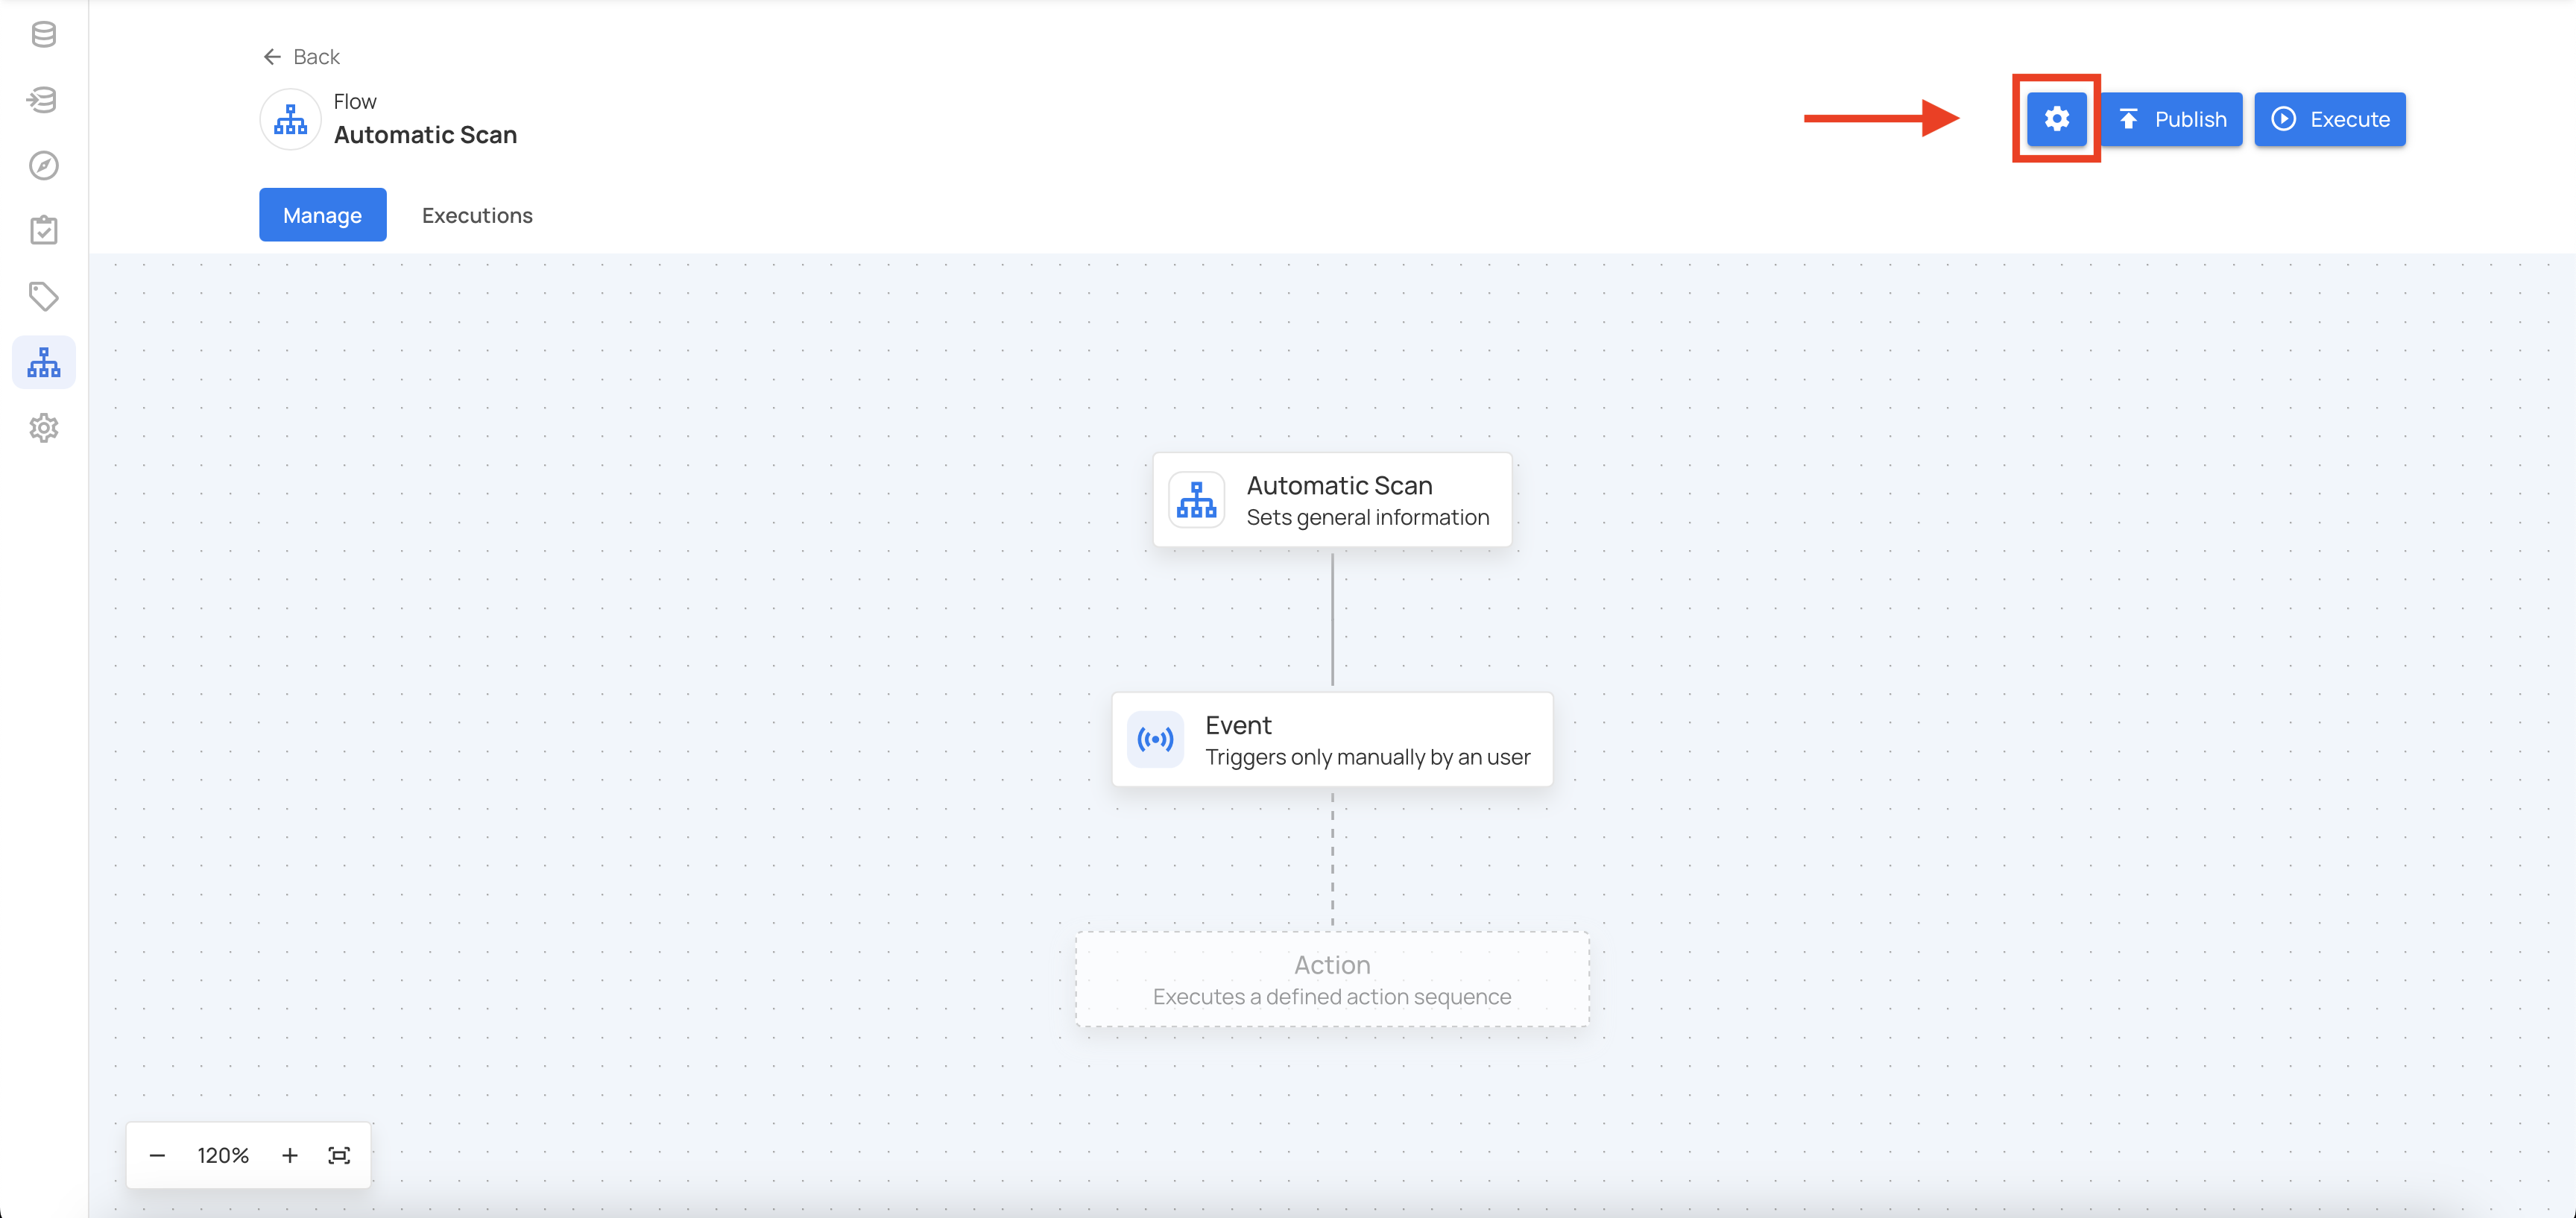 Back
Flow
Automatic Scan
Publish
Execute
Manage
Executions
Automatic Scan
Sets general information
Event
Triggers only manually by an user
Action
Executes a defined action sequence
120%